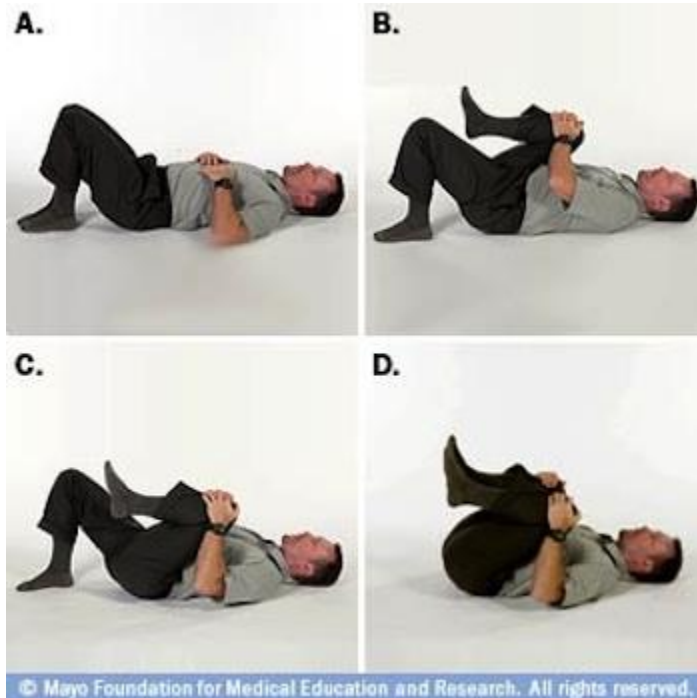 A.
B.
C.
D.
© Mayo Foundation for Medical Education and Research. All rights reserved.